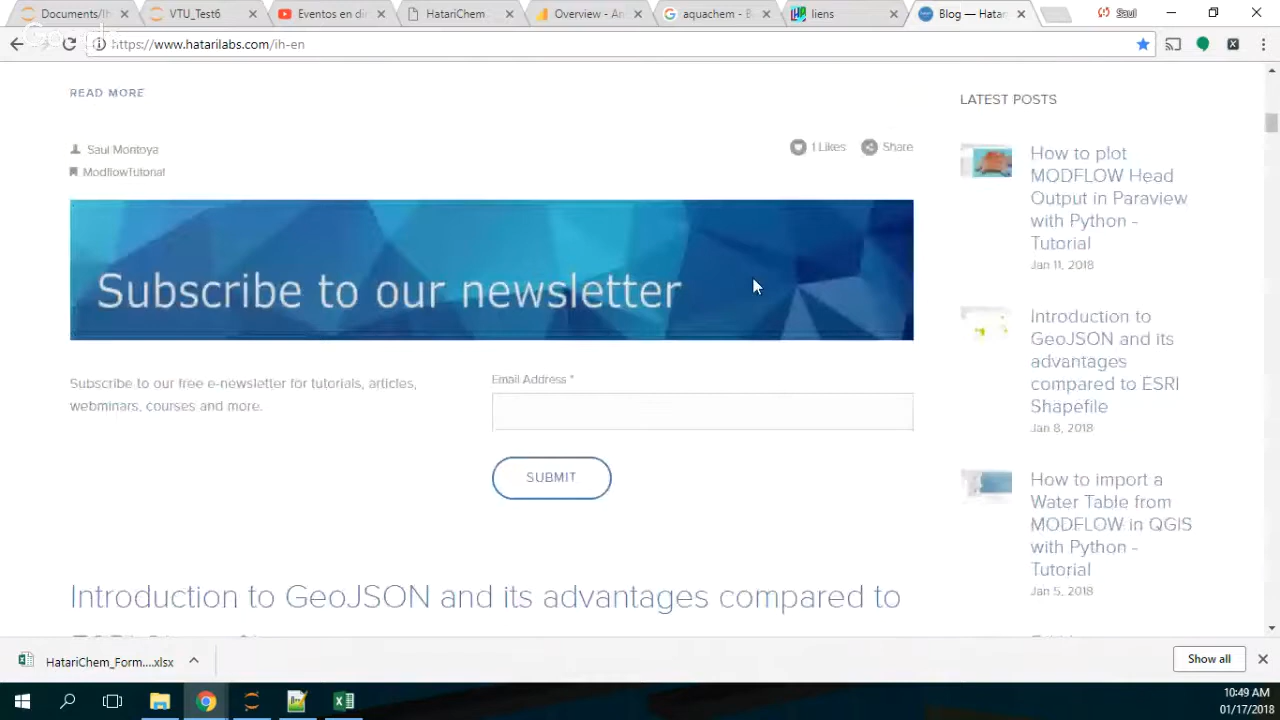 Documents/IH-
VTU_Test6
Eventos en di
HatariChem
Overview - An
aquachem - B
liens
Blog — Hatar
Saul
https://www.hatarilabs.com/ih-en
READ MORE
Saul Montoya
ModflowTutorial
1 Likes
Share
Subscribe to our newsletter
Subscribe to our free e-newsletter for tutorials, articles,
webminars, courses and more.
Email Address *
SUBMIT
Introduction to GeoJSON and its advantages compared to
LATEST POSTS
How to plot
MODFLOW Head
Output in Paraview
with Python -
Tutorial
Jan 11, 2018
Introduction to
GeoJSON and its
advantages
compared to ESRI
Shapefile
Jan 8, 2018
How to import a
Water Table from
MODFLOW in QGIS
with Python -
Tutorial
Jan 5, 2018
HatariChem_Form....xlsx
Show all
10:49 AM
01/17/2018